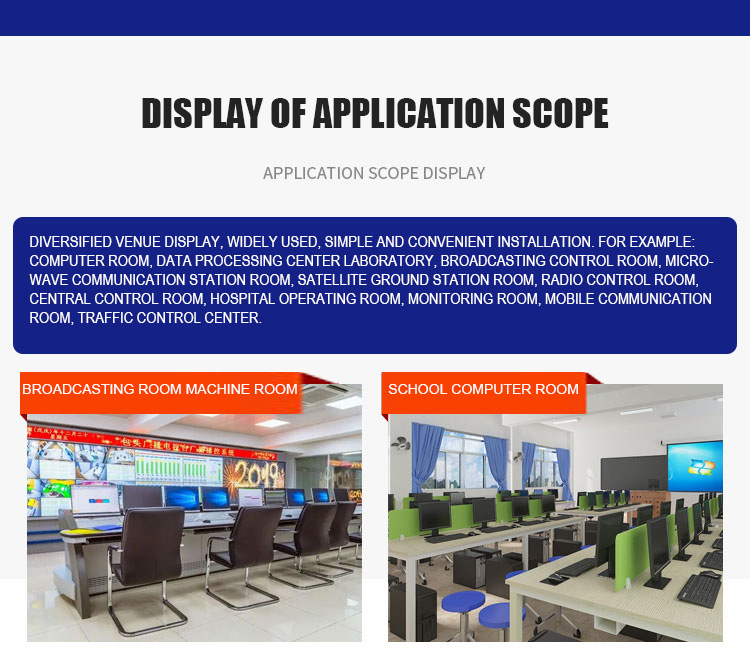 DISPLAY OF APPLICATION SCOPE
APPLICATION SCOPE DISPLAY
DIVERSIFIED VENUE DISPLAY, WIDELY USED, SIMPLE AND CONVENIENT INSTALLATION. FOR EXAMPLE:
COMPUTER ROOM, DATA PROCESSING CENTER LABORATORY, BROADCASTING CONTROL ROOM, MICRO-
WAVE COMMUNICATION STATION ROOM, SATELLITE GROUND STATION ROOM, RADIO CONTROL ROOM,
CENTRAL CONTROL ROOM, HOSPITAL OPERATING ROOM, MONITORING ROOM, MOBILE COMMUNICATION
ROOM, TRAFFIC CONTROL CENTER.
BROADCASTING ROOM MACHINE ROOM
SCHOOL COMPUTER ROOM
2019